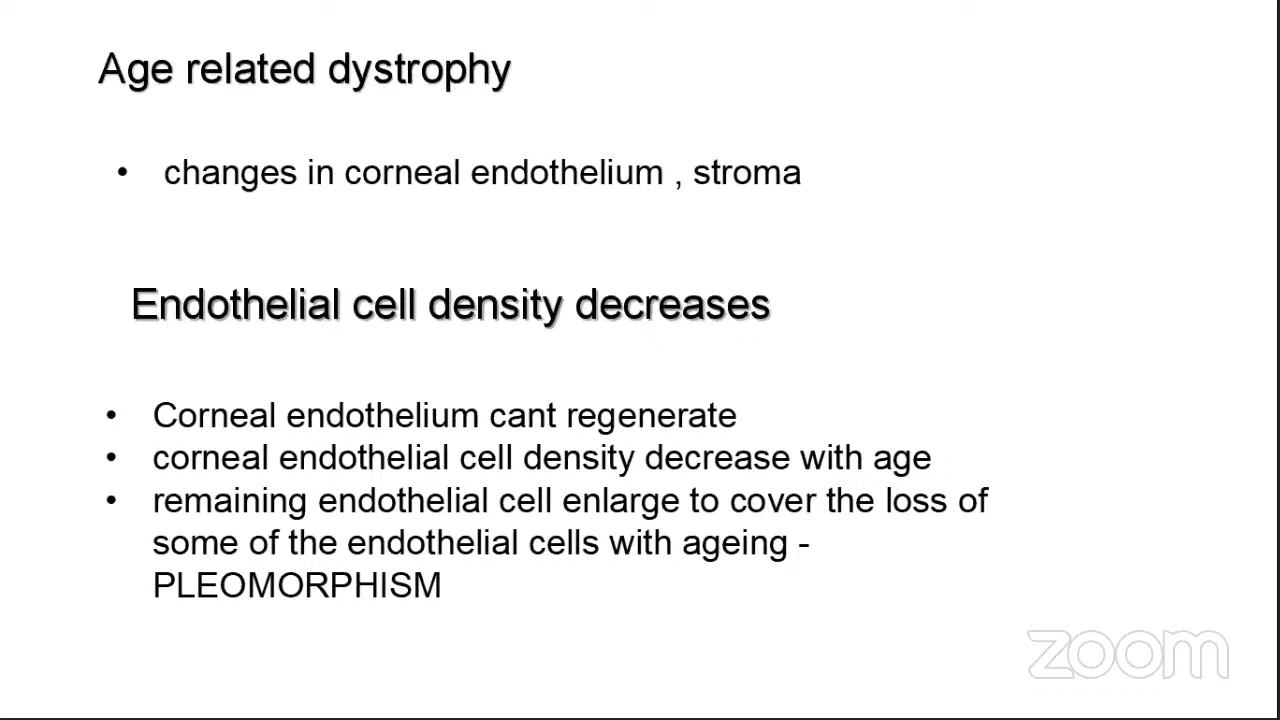 Age related dystrophy
• changes in corneal endothelium , stroma
Endothelial cell density decreases
• Corneal endothelium cant regenerate
• corneal endothelial cell density decrease with age
• remaining endothelial cell enlarge to cover the loss of
some of the endothelial cells with ageing -
PLEOMORPHISM
zoom